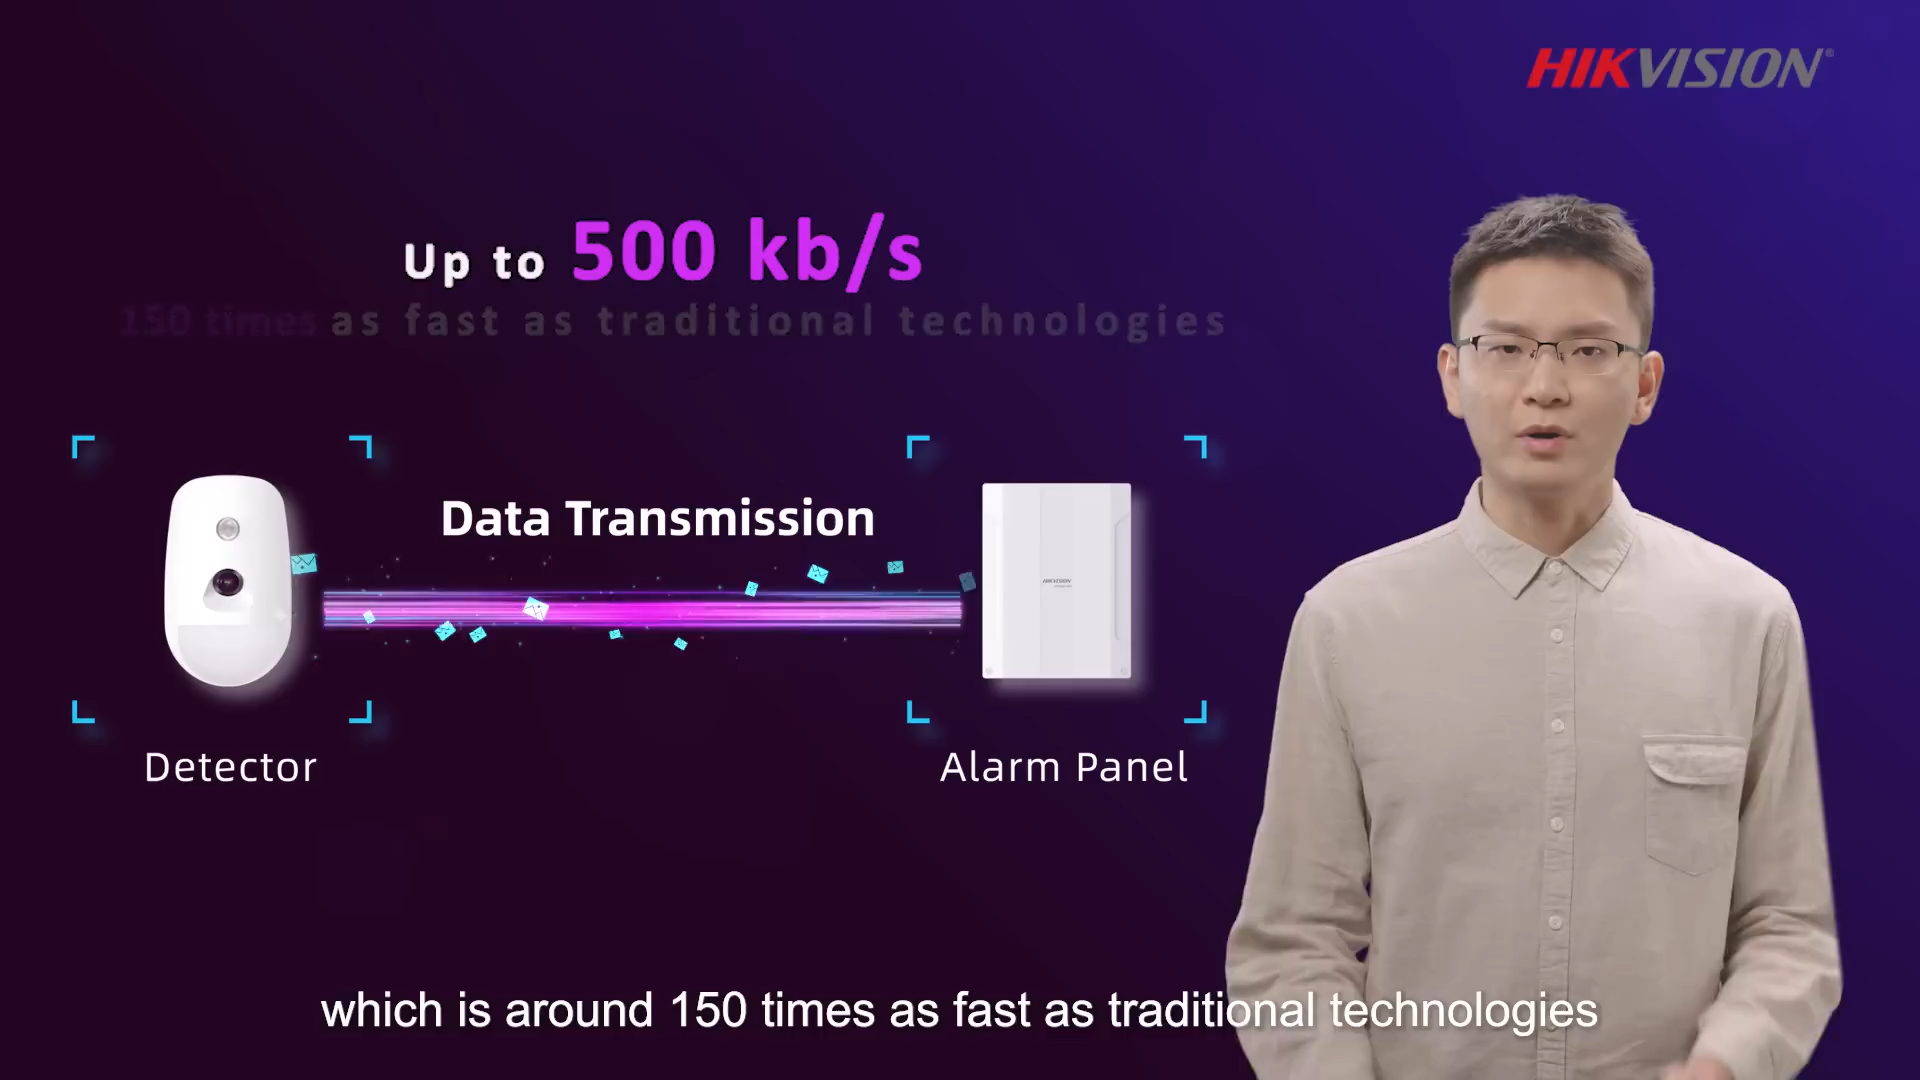 HIKVISION®
Up to 500 kb/s
150 times as fast as traditional technologies
Data Transmission
HIKVISION
Detector
Alarm Panel
which is around 150 times as fast as traditional technologies